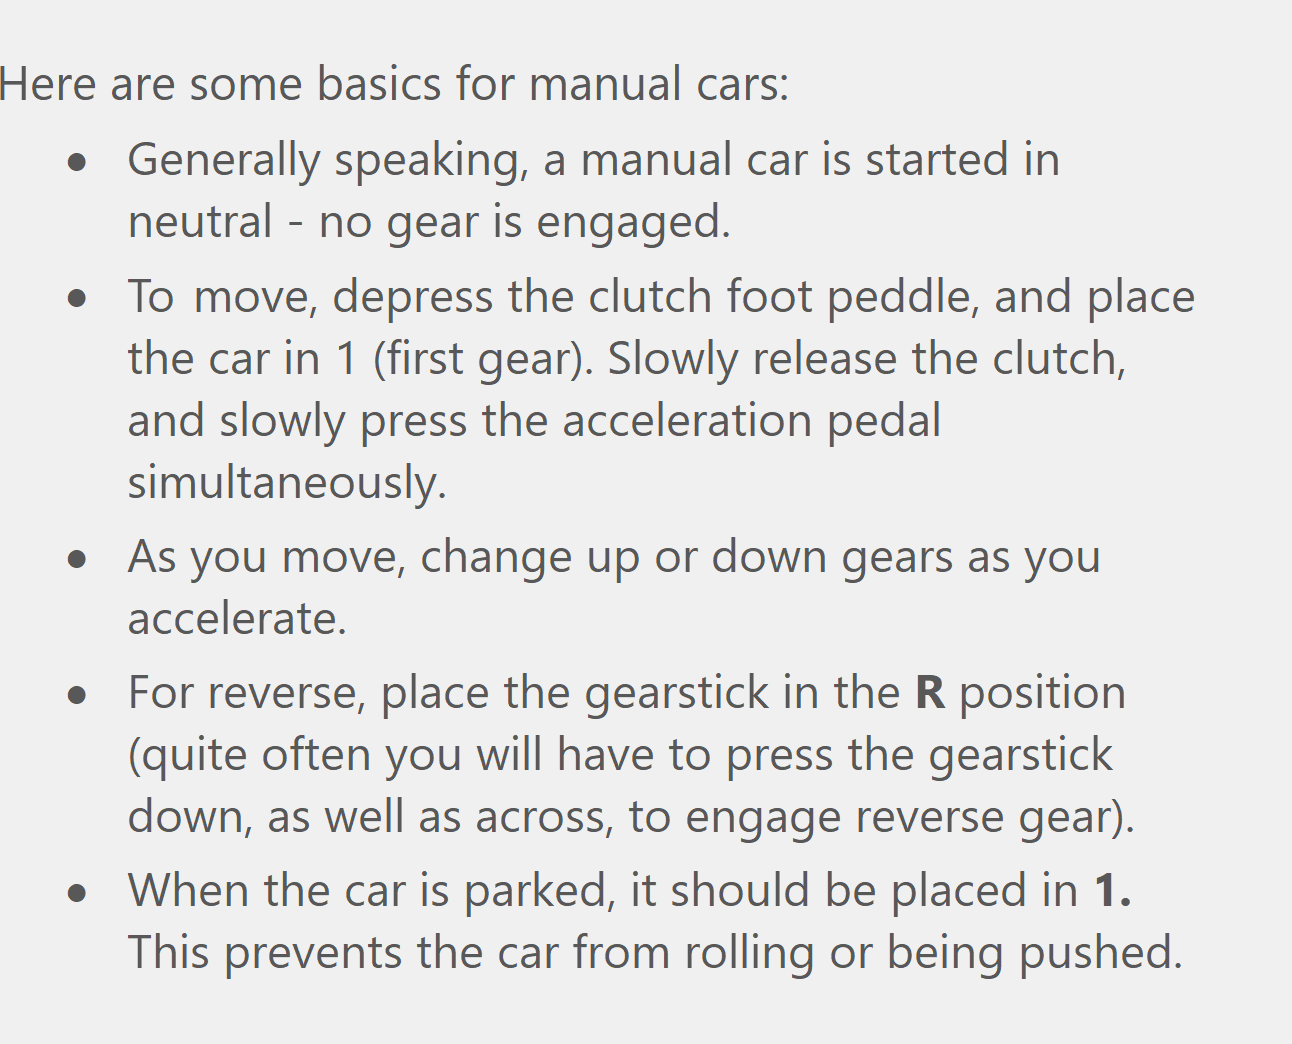 Here are some basics for manual cars:
● Generally speaking, a manual car is started in
neutral - no gear is engaged.
● To move, depress the clutch foot peddle, and place
the car in 1 (first gear). Slowly release the clutch,
and slowly press the acceleration pedal
simultaneously.
● As you move, change up or down gears as you
accelerate.
● For reverse, place the gearstick in the R position
(quite often you will have to press the gearstick
down, as well as across, to engage reverse gear).
● When the car is parked, it should be placed in 1.
This prevents the car from rolling or being pushed.